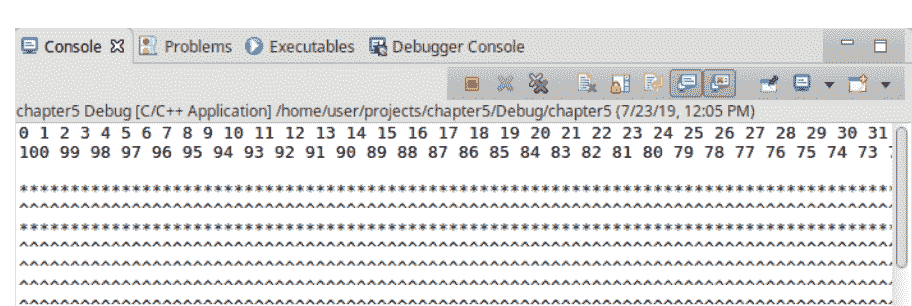 Console Problems Executables Debugger Console
chapter5 Debug [C/C++ Application] /home/user/projects/chapter5/Debug/chapter5 (7/23/19, 12:05 PM)
0 1 2 3 4 5 6 7 8 9 10 11 12 13 14 15 16 17 18 19 20 21 22 23 24 25 26 27 28 29 30 31
100 99 98 97 96 95 94 93 92 91 90 89 88 87 86 85 84 83 82 81 80 79 78 77 76 75 74 73
**************************************************************************************
^^^^^^^^^^^^^^^^^^^^^^^^^^^^^^^^^^^^^^^^^^^^^^^^^^^^^^^^^^^^^^^^^^^^^^^^^^^^^^^^^^^^^^
**************************************************************************************
^^^^^^^^^^^^^^^^^^^^^^^^^^^^^^^^^^^^^^^^^^^^^^^^^^^^^^^^^^^^^^^^^^^^^^^^^^^^^^^^^^^^^^
^^^^^^^^^^^^^^^^^^^^^^^^^^^^^^^^^^^^^^^^^^^^^^^^^^^^^^^^^^^^^^^^^^^^^^^^^^^^^^^^^^^^^^
^^^^^^^^^^^^^^^^^^^^^^^^^^^^^^^^^^^^^^^^^^^^^^^^^^^^^^^^^^^^^^^^^^^^^^^^^^^^^^^^^^^^^^
^^^^^^^^^^^^^^^^^^^^^^^^^^^^^^^^^^^^^^^^^^^^^^^^^^^^^^^^^^^^^^^^^^^^^^^^^^^^^^^^^^^^^^